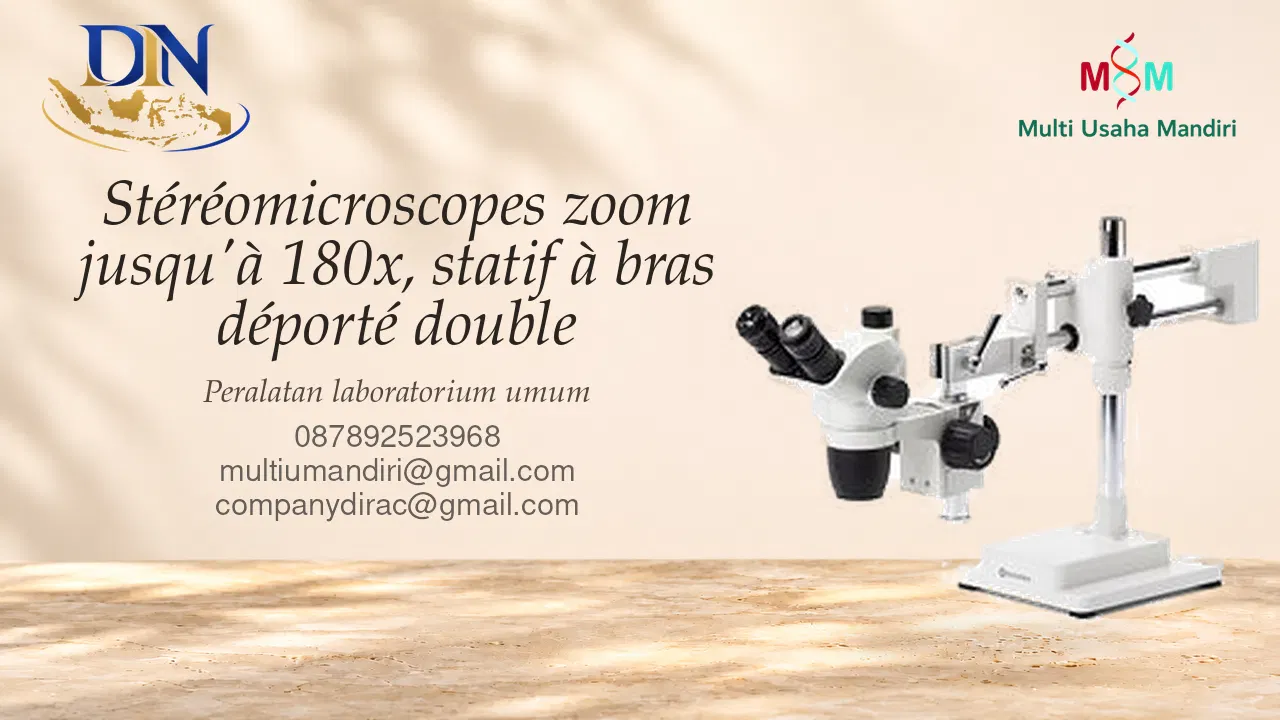 DIN
M M
Multi Usaha Mandiri
Stéréomicroscopes zoom
jusqu'à 180x, statif à bras
déporté double
Peralatan laboratorium umum
087892523968
multiumandiri@gmail.com
companydirac@gmail.com